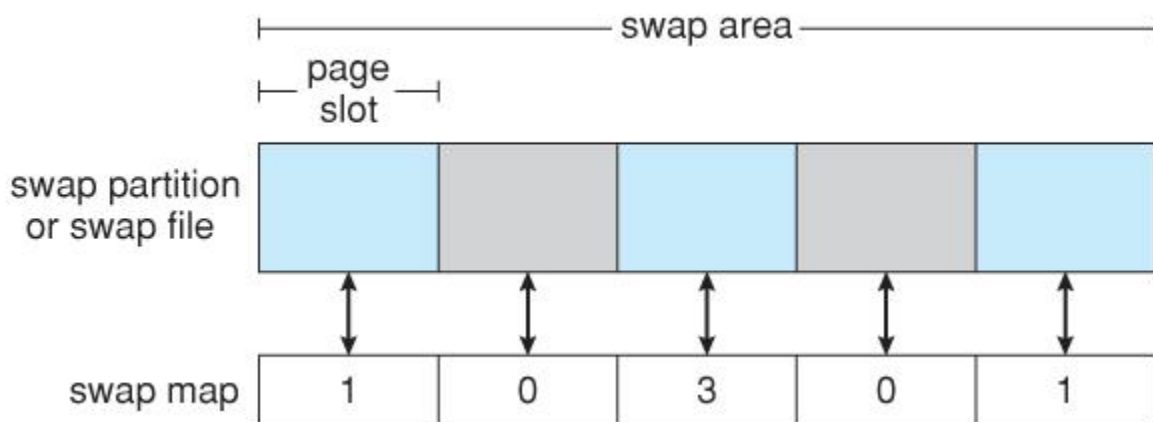 swap area
page
slot
swap partition
or swap file
swap map 1 0 3 0 1